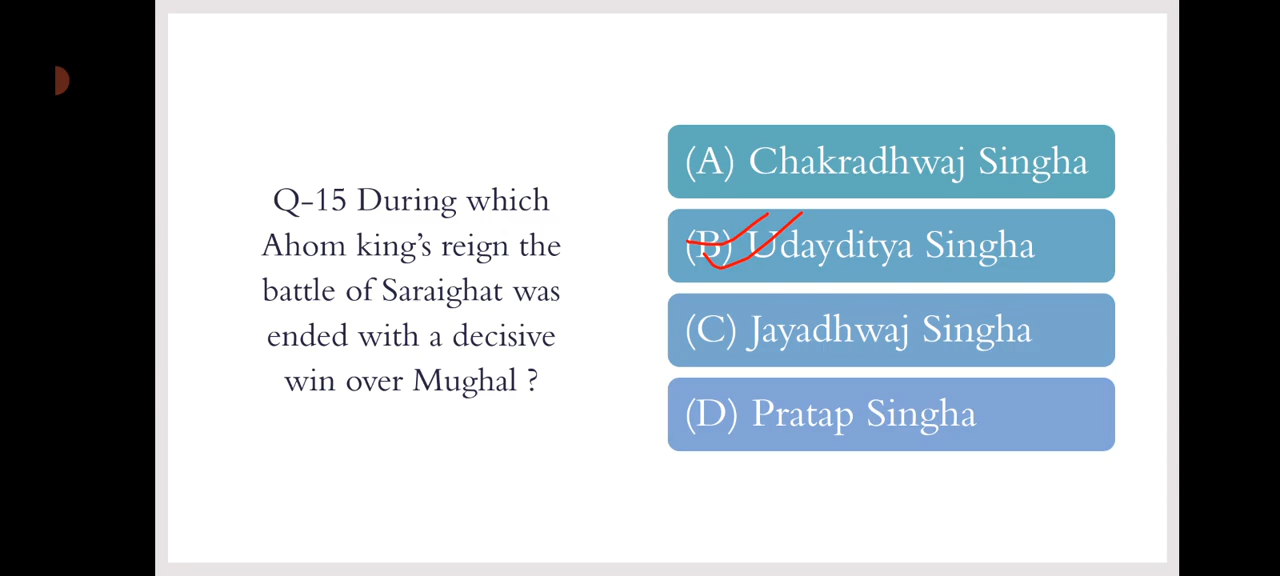 Q-15 During which
Ahom king's reign the
battle of Saraighat was
ended with a decisive
win over Mughal ?
(A) Chakradhwaj Singha
(B) Udayditya Singha
(C) Jayadhwaj Singha
(D) Pratap Singha